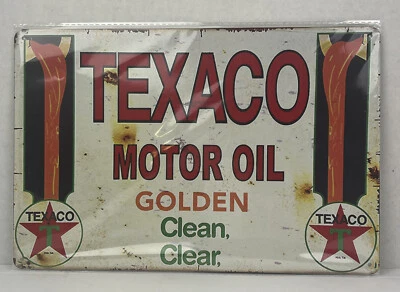 TEXACO
MOTOR OIL
GOLDEN
Clean,
Clear,
TEXACO
T
TEXACO
T